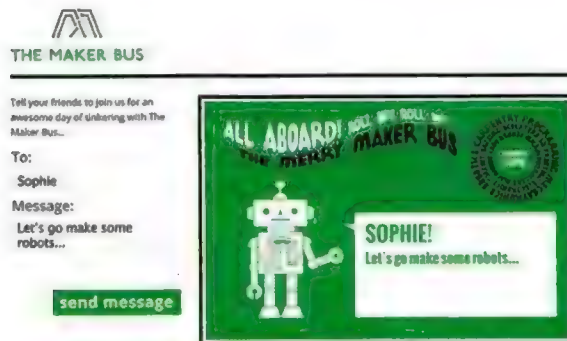 THE MAKER BUS
Tell your friends to join us for an
awesome day of tinkering with The
Maker Bus...
To:
Sophie
Message:
Let's go make some
robots...
send message
ALL ABOARD! ROLL ROLL
THE MERRY MAKER BUS
SOPHIE!
Let's go make some robots...